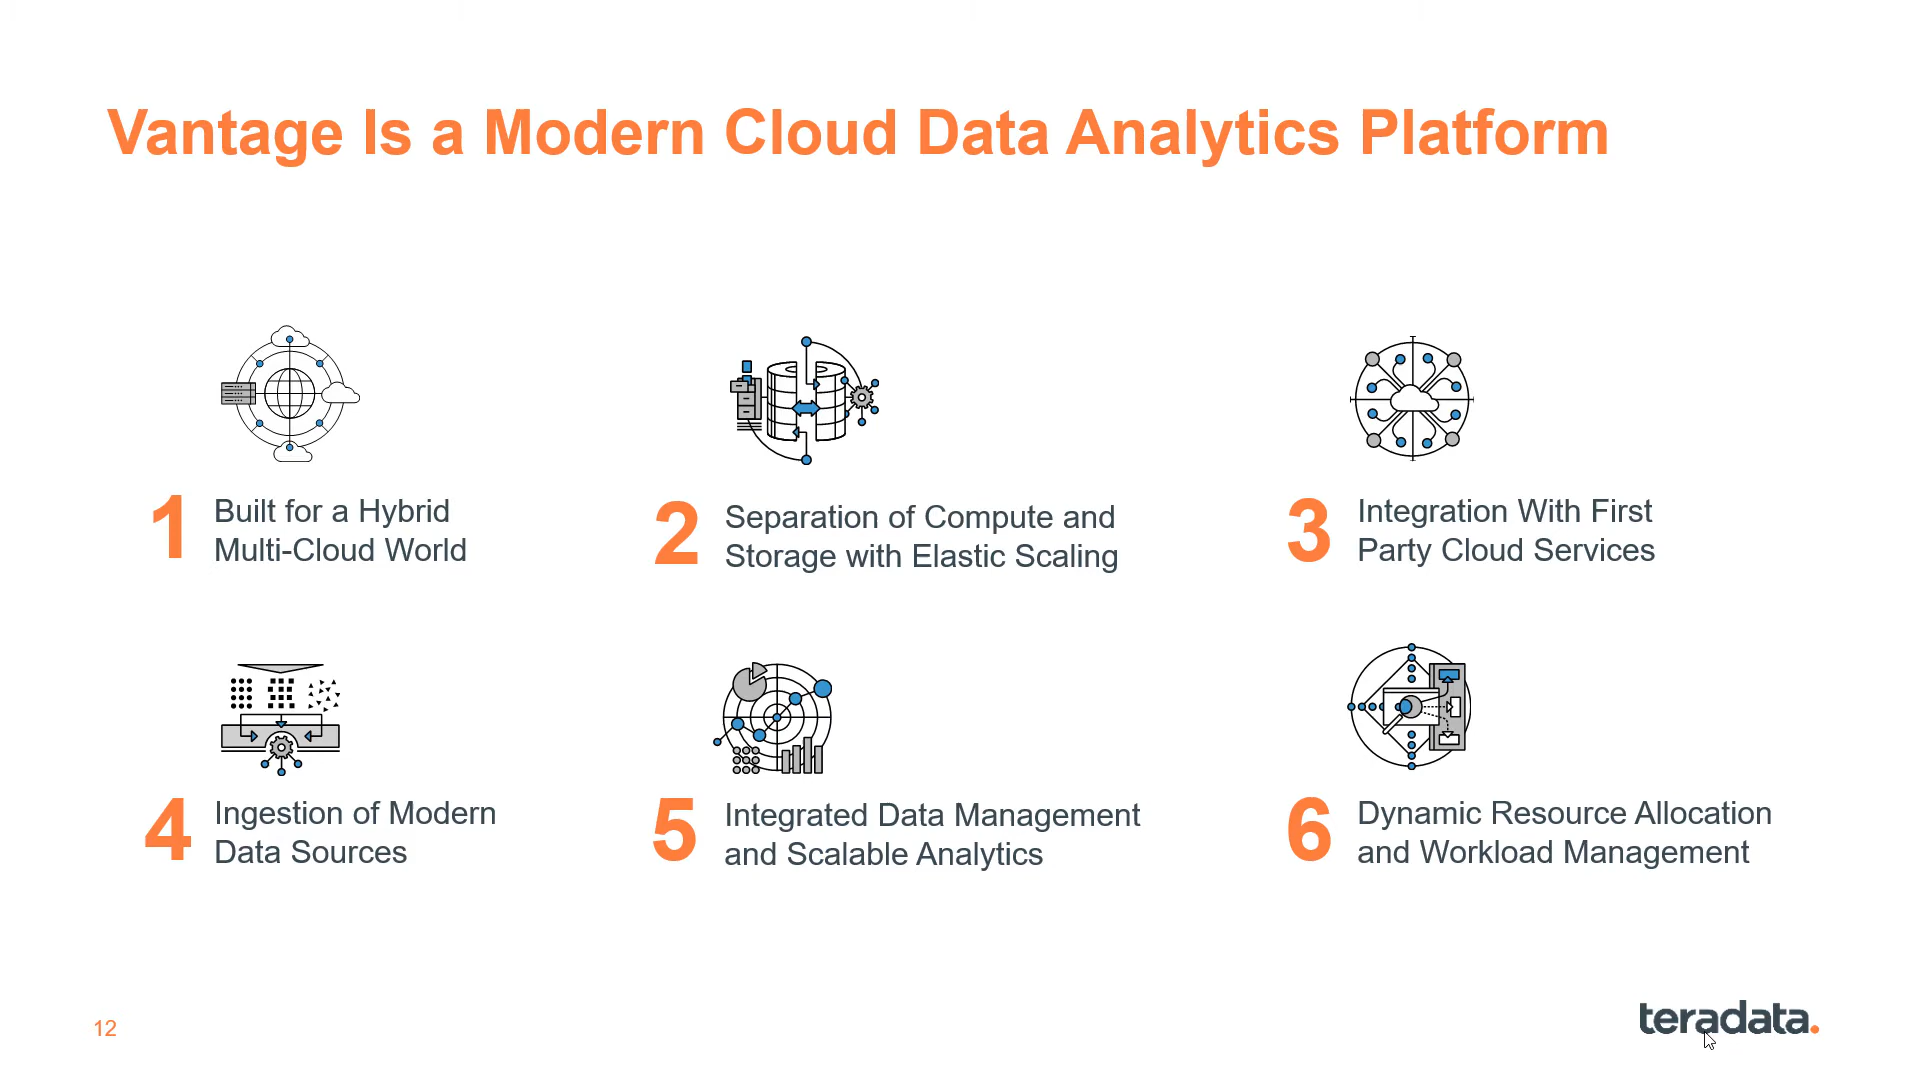 Vantage Is a Modern Cloud Data Analytics Platform
1
Built for a Hybrid
Multi-Cloud World
2
Separation of Compute and
Storage with Elastic Scaling
3
Integration With First
Party Cloud Services
4
Ingestion of Modern
Data Sources
5
Integrated Data Management
and Scalable Analytics
6
Dynamic Resource Allocation
and Workload Management
12
teradata.